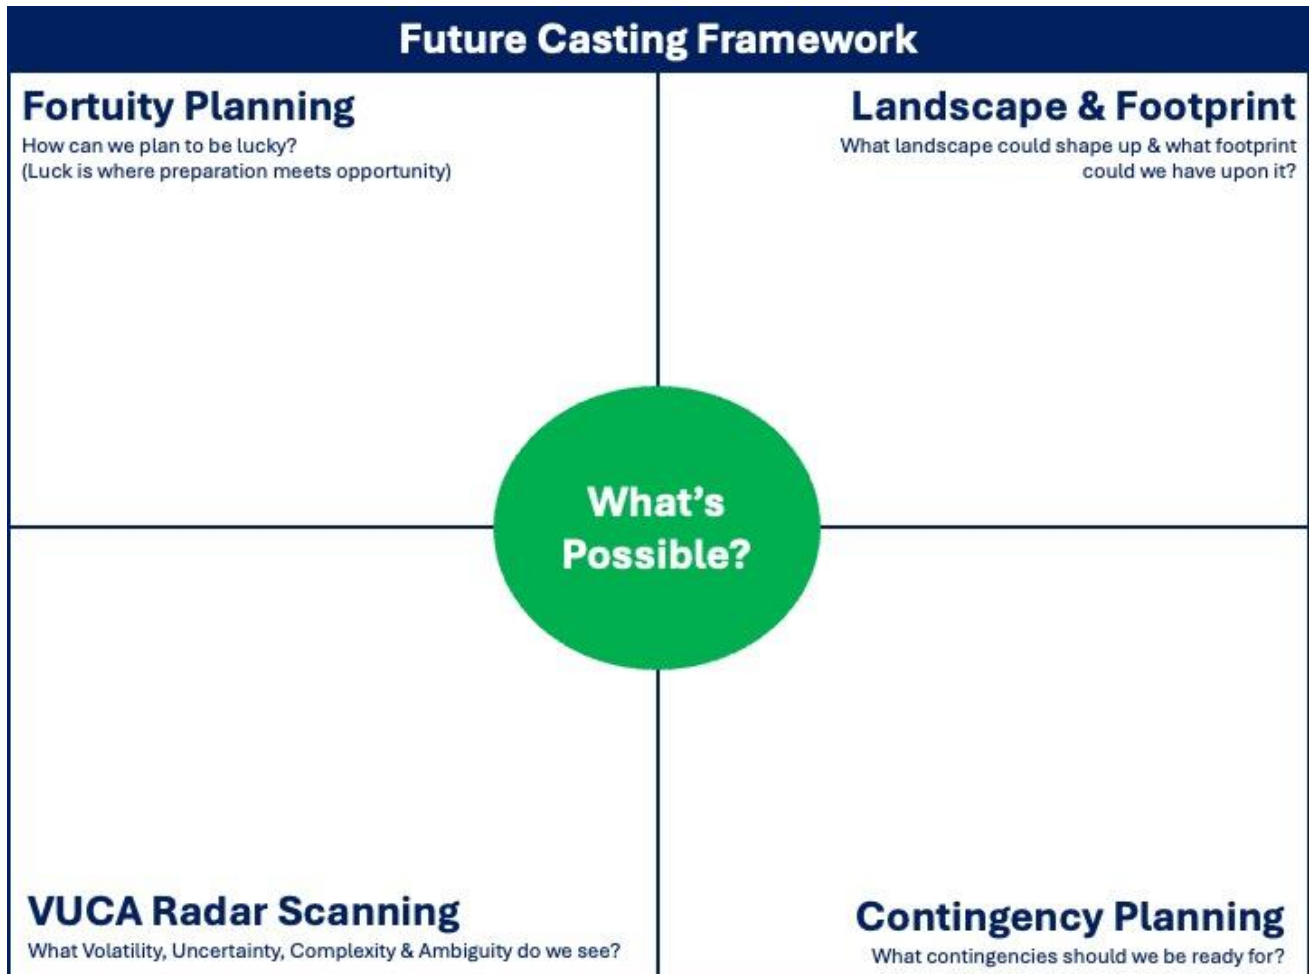 Future Casting Framework
Fortuity Planning
How can we plan to be lucky?
(Luck is where preparation meets opportunity)
Landscape & Footprint
What landscape could shape up & what footprint
could we have upon it?
What's
Possible?
VUCA Radar Scanning
What Volatility, Uncertainty, Complexity & Ambiguity do we see?
Contingency Planning
What contingencies should we be ready for?